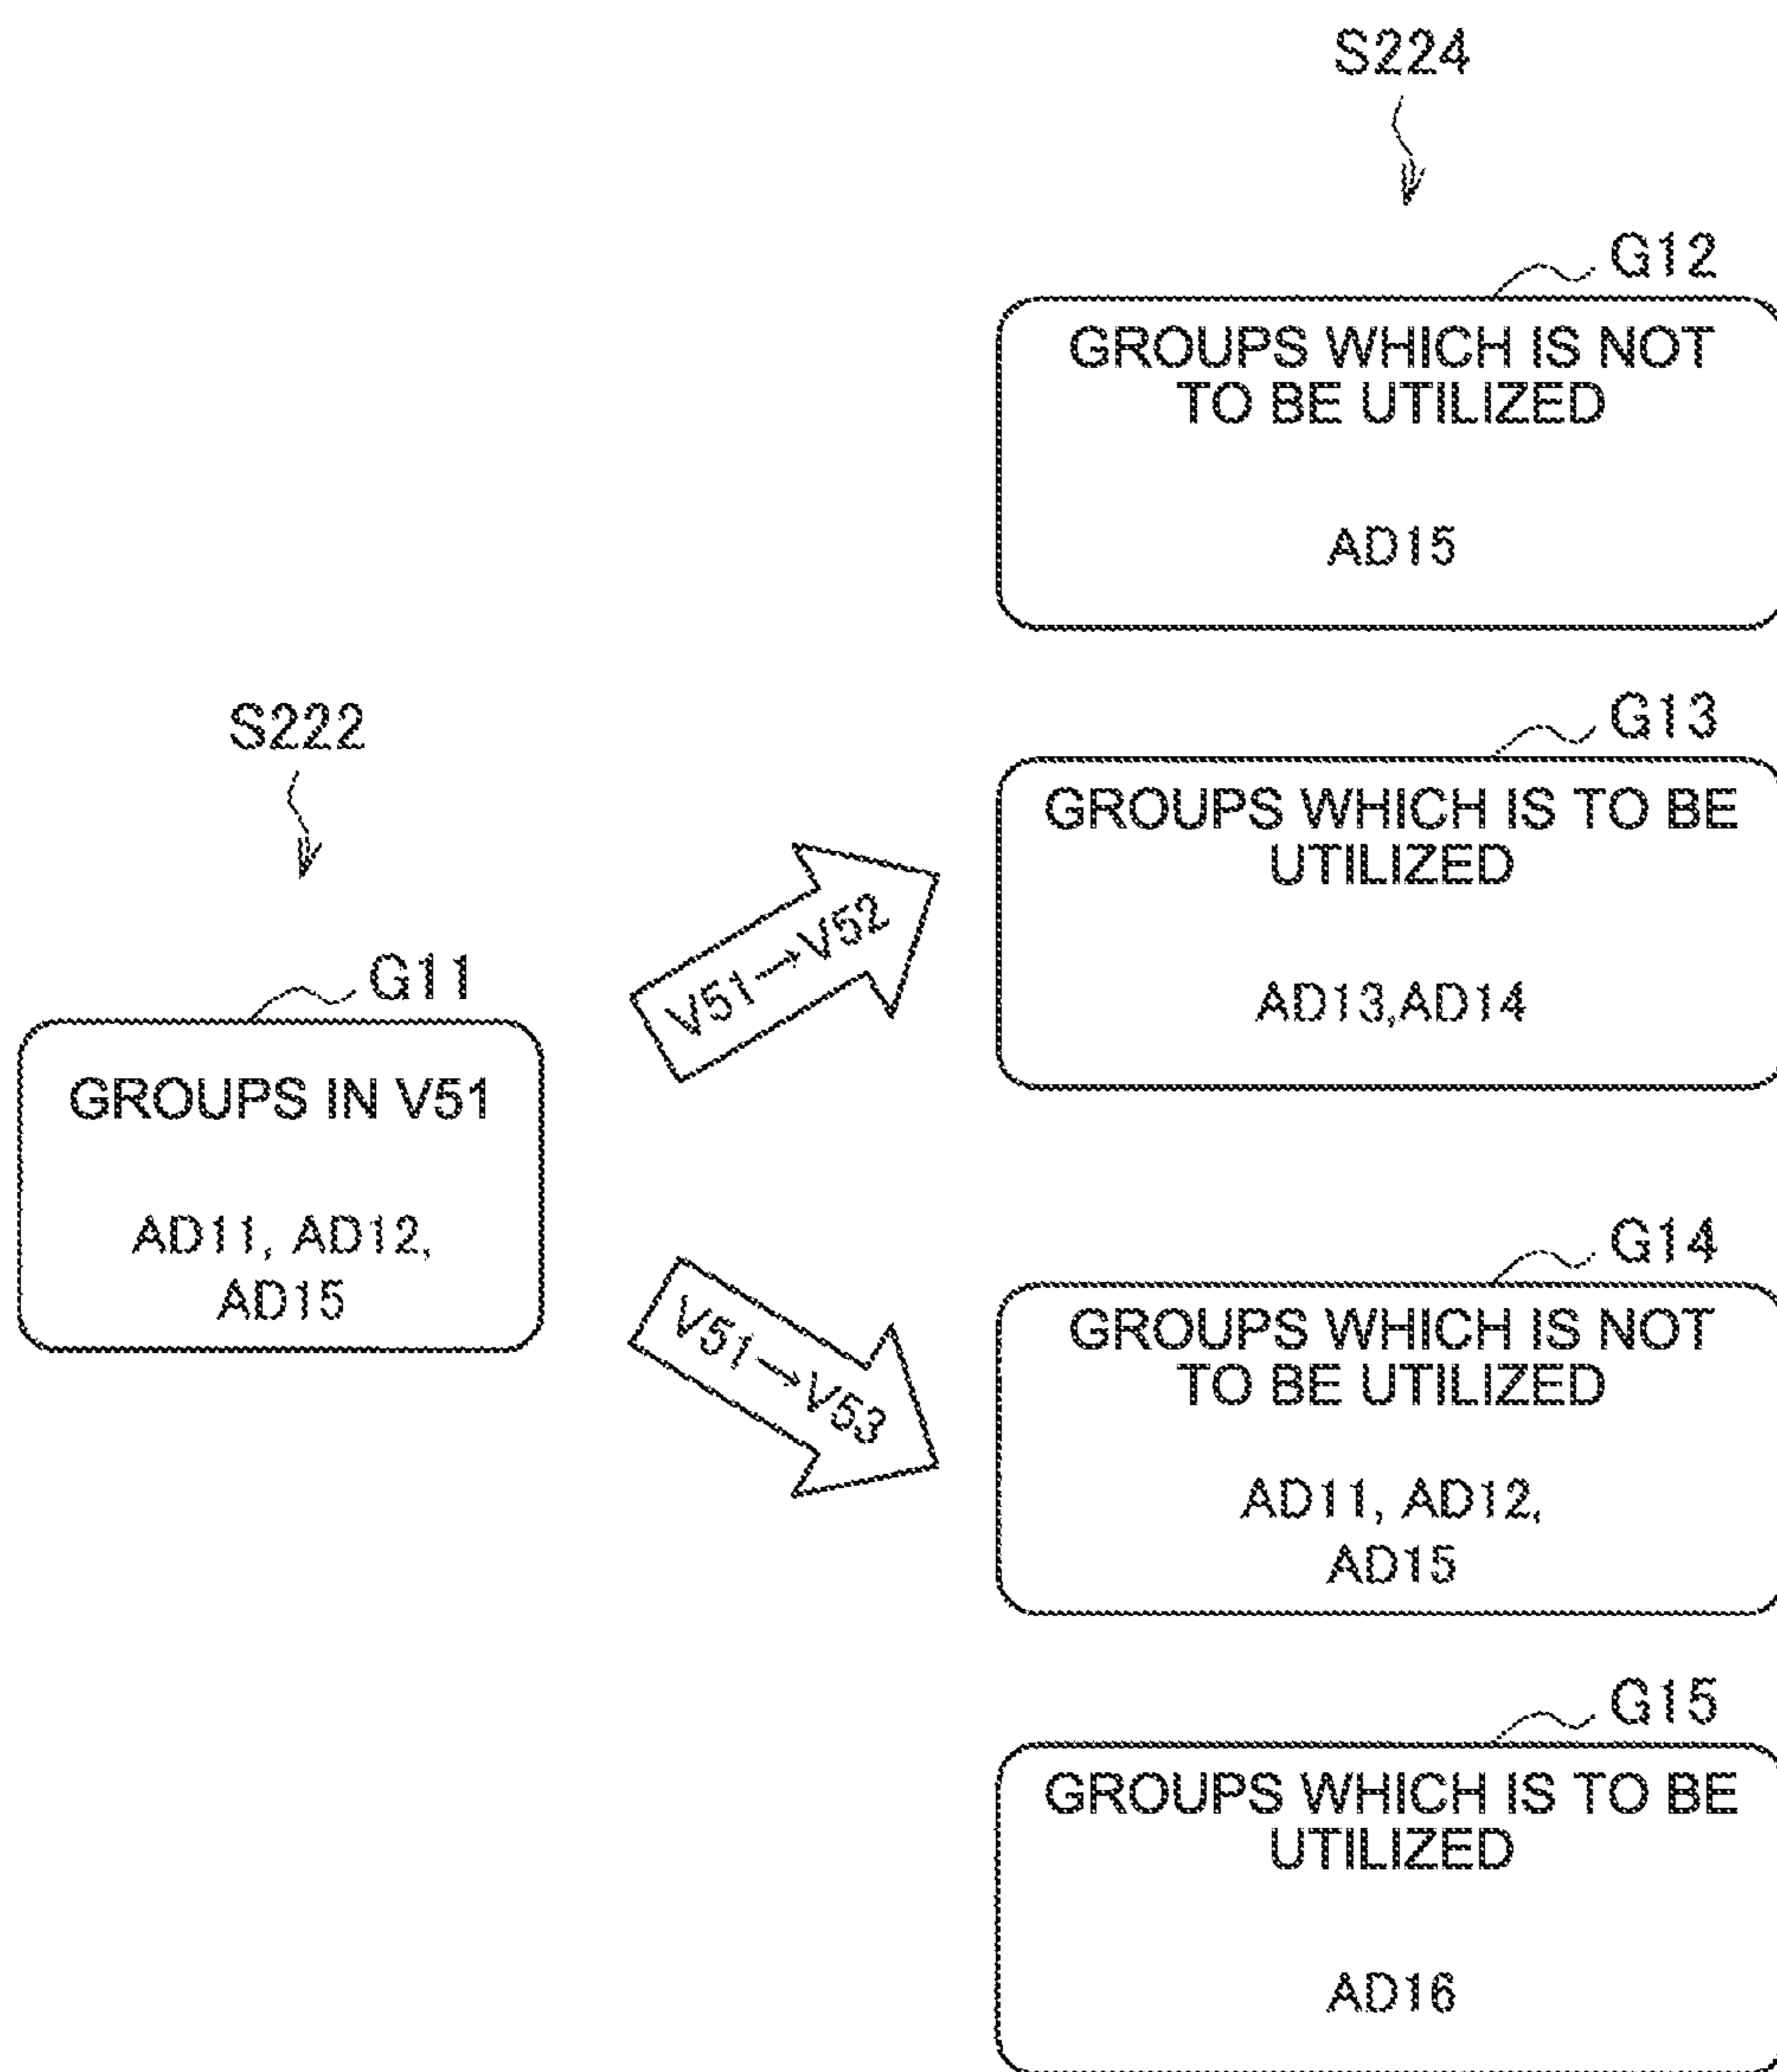 S224
G12
GROUPS WHICH IS NOT
TO BE UTILIZED
AD15
S222
G13
GROUPS WHICH IS TO BE
UTILIZED
AD13,AD14
V51→V52
G11
GROUPS IN V51
AD11, AD12,
AD15
V51→V53
G14
GROUPS WHICH IS NOT
TO BE UTILIZED
AD11, AD12,
AD15
G15
GROUPS WHICH IS TO BE
UTILIZED
AD16